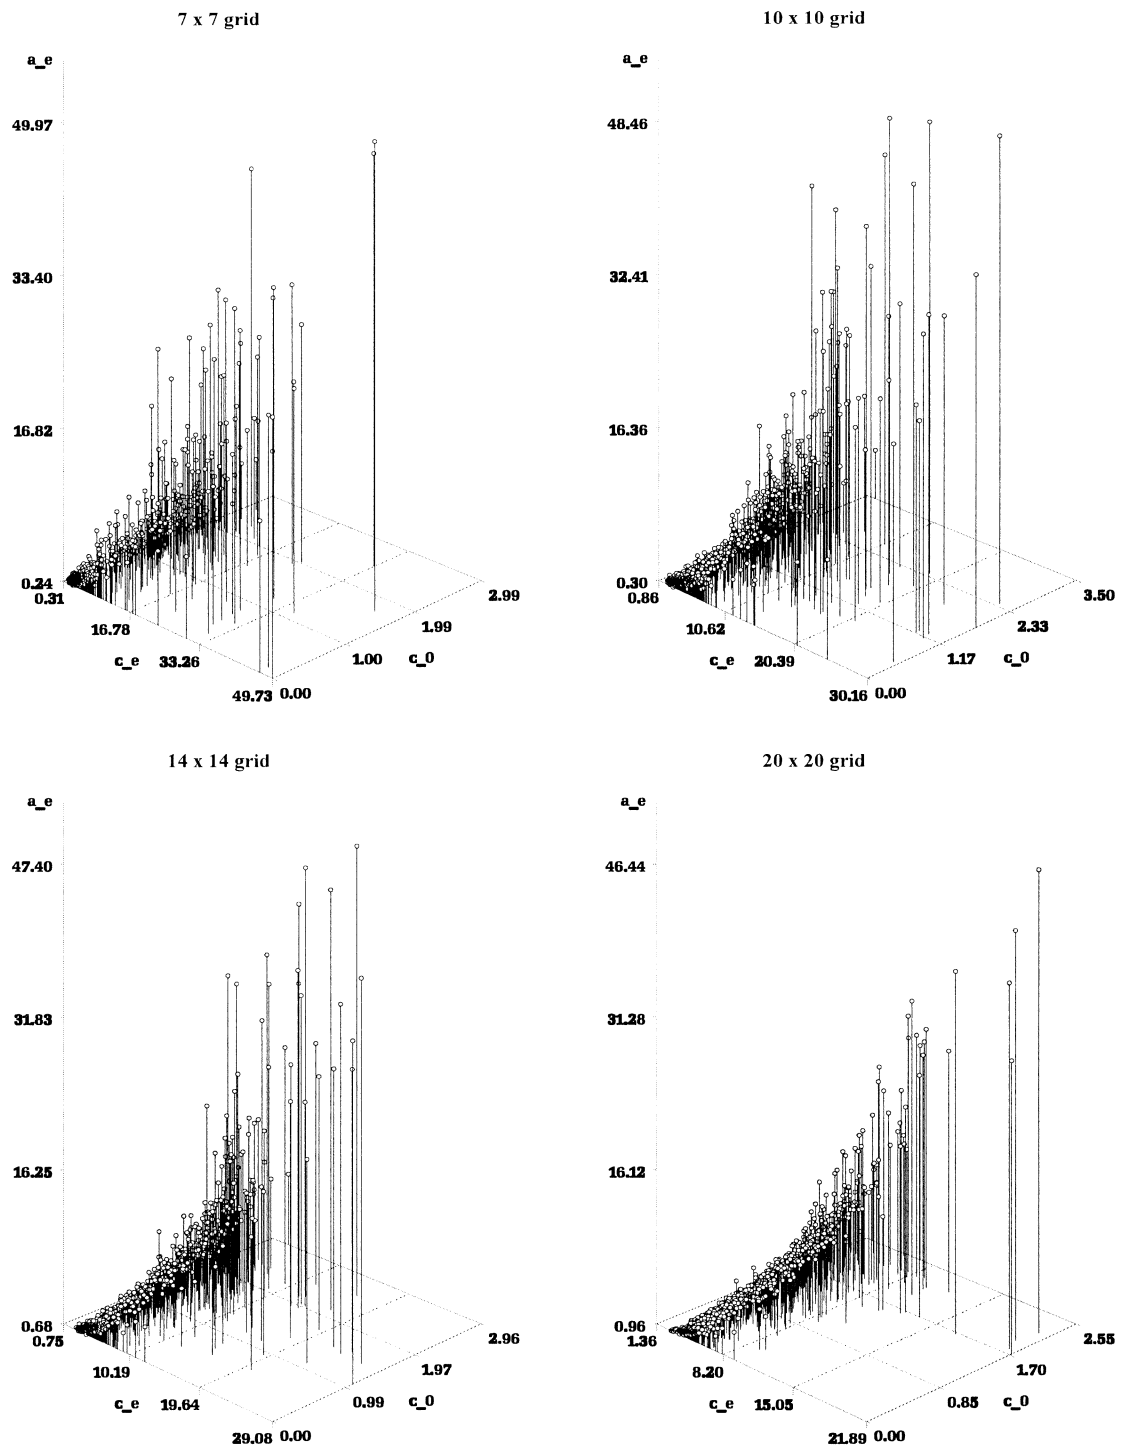 7 x 7 grid
a_e
49.97
33.40
16.82
0.24
0.31
16.78
c_e 33.26
49.73 0.00
1.00 c_0
1.99
2.99
10 x 10 grid
a_e
48.46
32.41
16.36
0.30
0.86
10.62
c_e 20.39
30.16 0.00
1.17 c_0
2.33
3.50
14 x 14 grid
a_e
47.40
31.83
16.25
0.68
0.75
10.19
c_e 19.64
29.08 0.00
0.99 c_0
1.97
2.96
20 x 20 grid
a_e
46.44
31.28
16.12
0.96
1.36
8.20
c_e 15.05
21.89 0.00
0.85 c_0
1.70
2.55